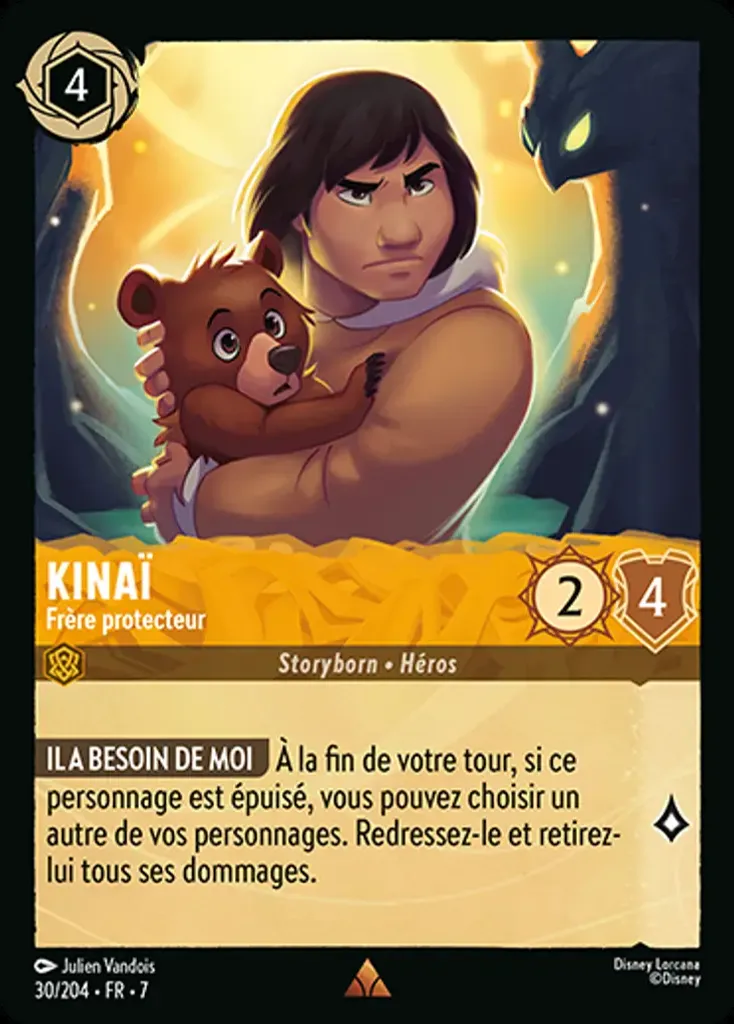 4
KINAÏ
Frère protecteur
2
4
Storyborn • Héros
IL A BESOIN DE MOI À la fin de votre tour, si ce
personnage est épuisé, vous pouvez choisir un
autre de vos personnages. Redressez-le et retirez-
lui tous ses dommages.
Julien Vandois
Disney Lorcana
30/204 • FR • 7
©Disney